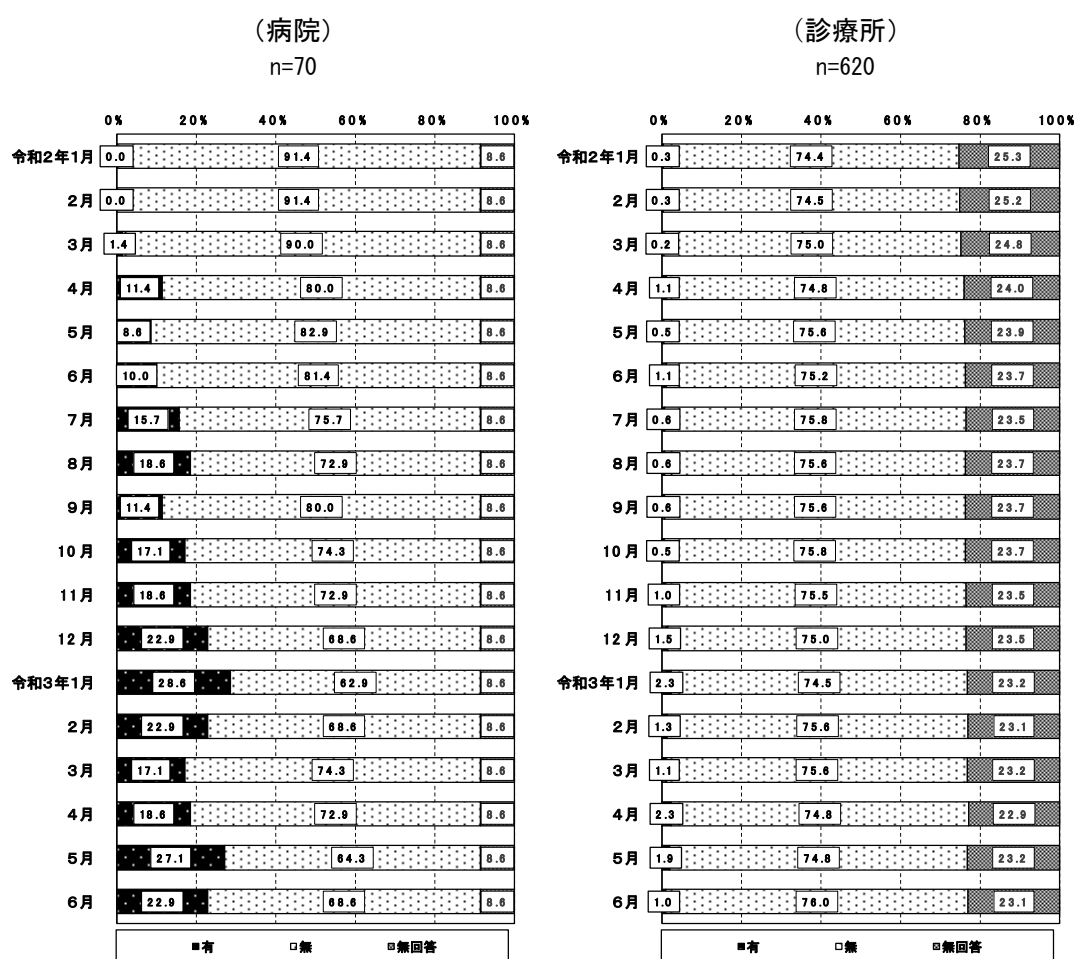 （病院）
n=70
0% 20% 40% 60% 80% 100%
令和2年1月 0.0 91.4 8.6
2月 0.0 91.4 8.6
3月 1.4 90.0 8.6
4月 11.4 80.0 8.6
5月 8.6 82.9 8.6
6月 10.0 81.4 8.6
7月 15.7 75.7 8.6
8月 18.6 72.9 8.6
9月 11.4 80.0 8.6
10月 17.1 74.3 8.6
11月 18.6 72.9 8.6
12月 22.9 68.6 8.6
令和3年1月 28.6 62.9 8.6
2月 22.9 68.6 8.6
3月 17.1 74.3 8.6
4月 18.6 72.9 8.6
5月 27.1 64.3 8.6
6月 22.9 68.6 8.6
■有 □無 ▩無回答
（診療所）
n=620
0% 20% 40% 60% 80% 100%
令和2年1月 0.3 74.4 25.3
2月 0.3 74.5 25.2
3月 0.2 75.0 24.8
4月 1.1 74.8 24.0
5月 0.5 75.6 23.9
6月 1.1 75.2 23.7
7月 0.6 75.8 23.5
8月 0.6 75.6 23.7
9月 0.6 75.6 23.7
10月 0.5 75.8 23.7
11月 1.0 75.5 23.5
12月 1.5 75.0 23.5
令和3年1月 2.3 74.5 23.2
2月 1.3 75.6 23.1
3月 1.1 75.6 23.2
4月 2.3 74.8 22.9
5月 1.9 74.8 23.2
6月 1.0 76.0 23.1
■有 □無 ▩無回答